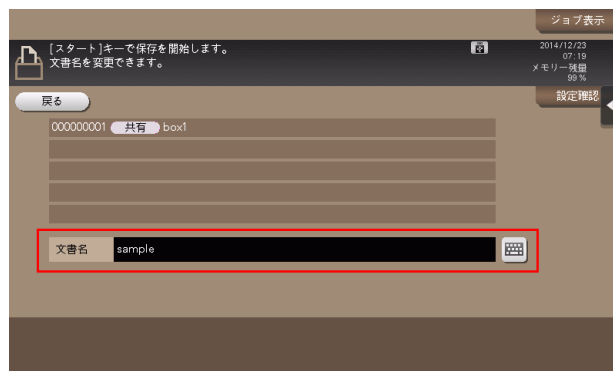 ジョブ表示
[スタート]キーで保存を開始します。
文書名を変更できます。
2014/12/23
07:19
メモリー残量
99 %
戻る
設定確認
000000001 共有 box1
文書名 sample